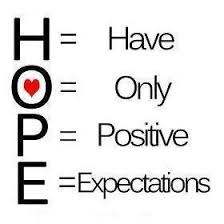 H = Have
O = Only
P = Positive
E = Expectations